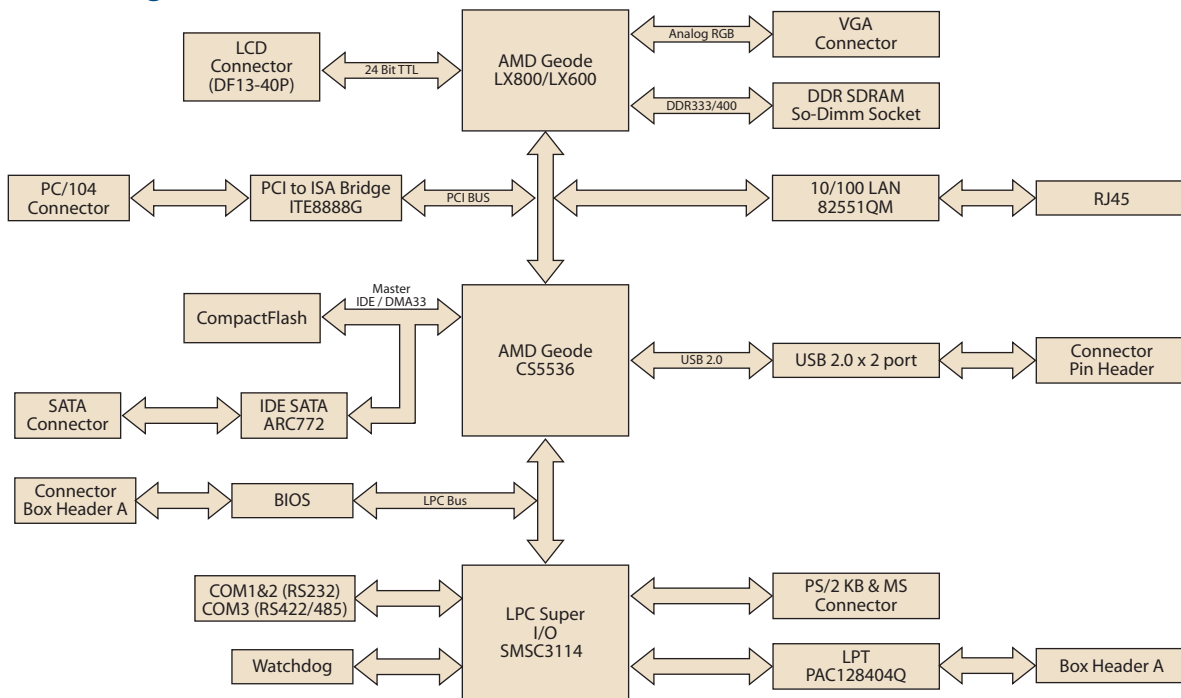 LCD
Connector
(DF13-40P)
24 Bit TTL
AMD Geode
LX800/LX600
Analog RGB
VGA
Connector
DDR333/400
DDR SDRAM
So-Dimm Socket
PC/104
Connector
PCI to ISA Bridge
ITE8888G
PCI BUS
10/100 LAN
82551QM
RJ45
CompactFlash
Master
IDE / DMA33
AMD Geode
CS5536
USB 2.0
USB 2.0 x 2 port
Connector
Pin Header
SATA
Connector
IDE SATA
ARC772
Connector
Box Header A
BIOS
LPC Bus
COM1&2 (RS232)
COM3 (RS422/485)
LPC Super
I/O
SMSC3114
PS/2 KB & MS
Connector
Watchdog
LPT
PAC128404Q
Box Header A